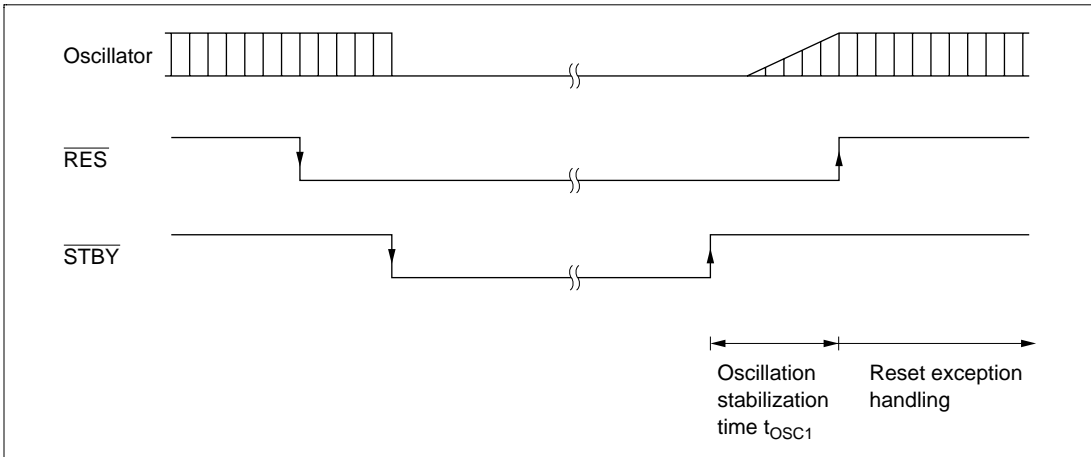 Oscillator
RES
STBY
Oscillation
stabilization
time tOSC1
Reset exception
handling